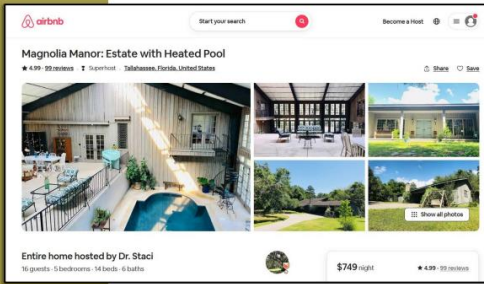 airbnb
Start your search
Become a Host
Magnolia Manor: Estate with Heated Pool
★ 4.99 · 99 reviews · Superhost · Tallahassee, Florida, United States
Share Save
Show all photos
Entire home hosted by Dr. Staci
16 guests · 5 bedrooms · 14 beds · 6 baths
$749 night ★ 4.99 · 99 reviews